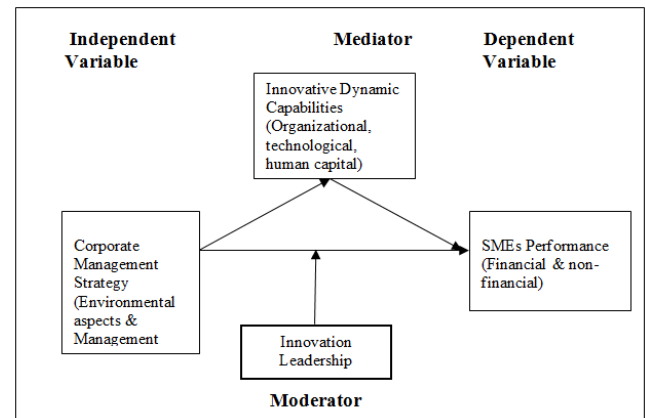 Independent
Variable
Mediator
Dependent
Variable
Innovative Dynamic
Capabilities
(Organizational,
technological,
human capital)
Corporate
Management
Strategy
(Environmental
aspects &
Management
SMEs Performance
(Financial & non-
financial)
Innovation
Leadership
Moderator